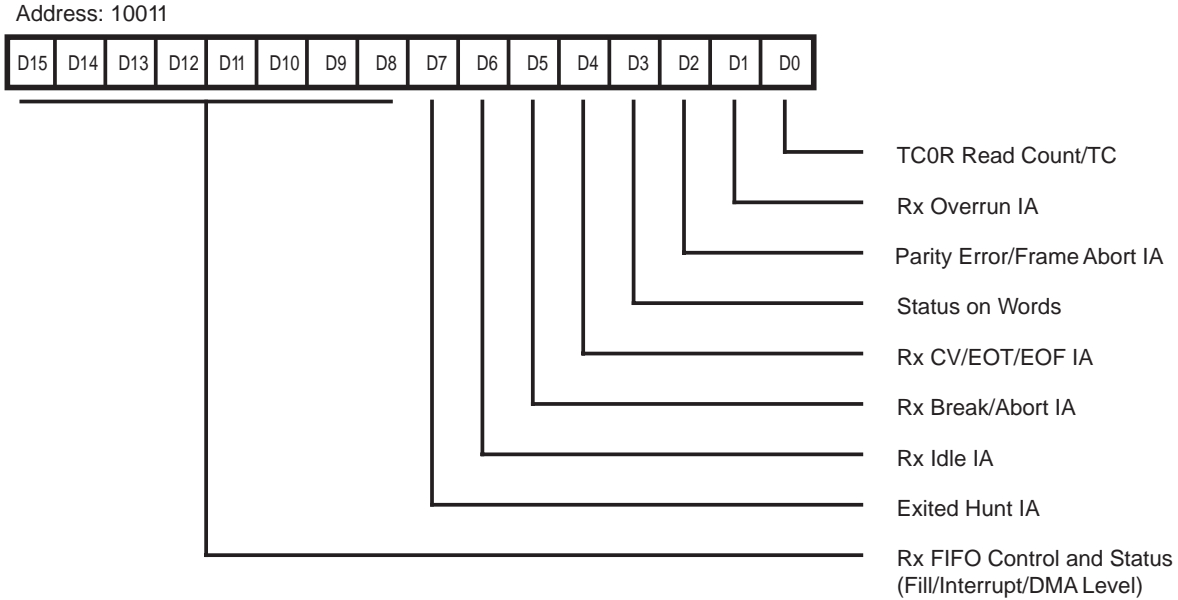 Address: 10011
D15 D14 D13 D12 D11 D10 D9 D8 D7 D6 D5 D4 D3 D2 D1 D0
TC0R Read Count/TC
Rx Overrun IA
Parity Error/Frame Abort IA
Status on Words
Rx CV/EOT/EOF IA
Rx Break/Abort IA
Rx Idle IA
Exited Hunt IA
Rx FIFO Control and Status
(Fill/Interrupt/DMA Level)